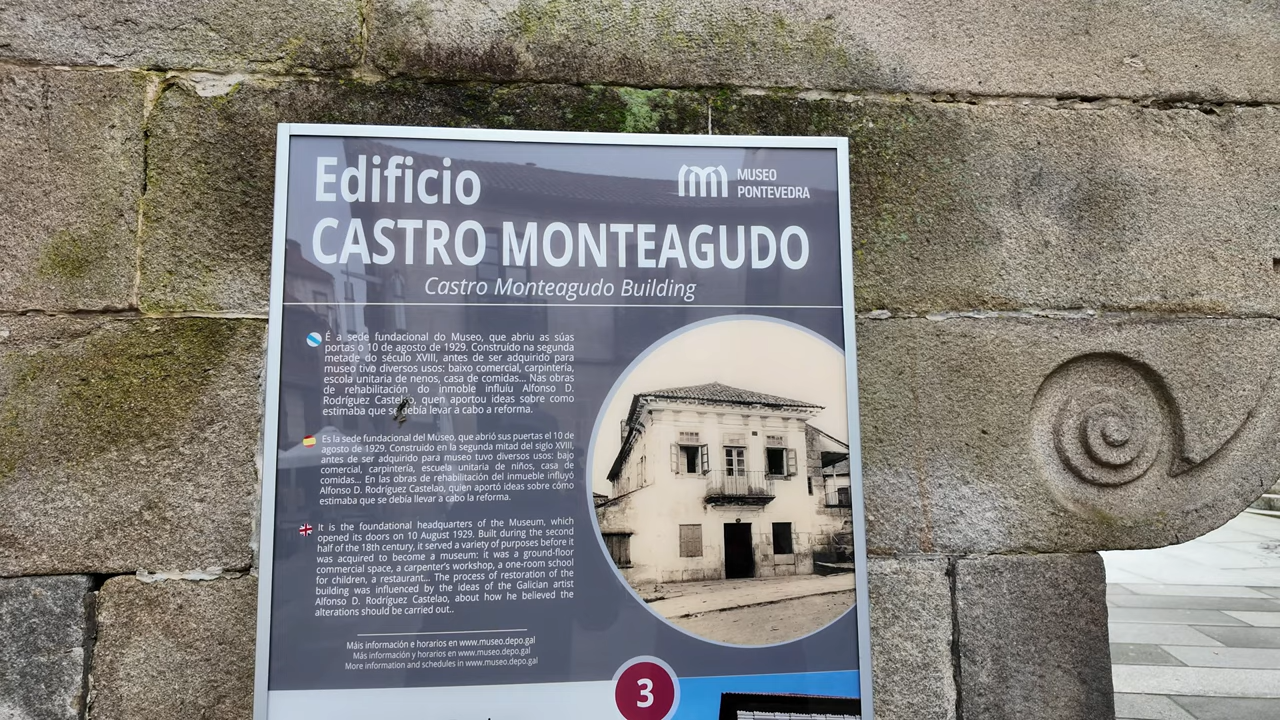 Edificio
MUSEO
PONTEVEDRA
CASTRO MONTEAGUDO
Castro Monteagudo Building
É a sede fundacional do Museo, que abriu as súas
portas o 10 de agosto de 1929. Construído na segunda
metade do século XVIII, antes de ser adquirido para
museo tivo diversos usos: baixo comercial, carpintería,
escola unitaria de nenos, casa de comidas... Nas obras
de rehabilitación do inmoble influíu Alfonso D.
Rodríguez Castelao, quen aportou ideas sobre como
estimaba que se debía levar a cabo a reforma.
Es la sede fundacional del Museo, que abrió sus puertas el 10 de
agosto de 1929. Construido en la segunda mitad del siglo XVIII,
antes de ser adquirido para museo tuvo diversos usos: bajo
comercial, carpintería, escuela unitaria de niños, casa de
comidas... En las obras de rehabilitación del inmueble influyó
Alfonso D. Rodríguez Castelao, quien aportó ideas sobre cómo
estimaba que se debía llevar a cabo la reforma.
It is the foundational headquarters of the Museum, which
opened its doors on 10 August 1929. Built during the second
half of the 18th century, it served a variety of purposes before it
was acquired to become a museum: it was a ground-floor
commercial space, a carpenter's workshop, a one-room school
for children, a restaurant... The process of restoration of the
building was influenced by the ideas of the Galician artist
Alfonso D. Rodríguez Castelao, about how he believed the
alterations should be carried out..
Máis información e horarios en www.museo.depo.gal
Más información y horarios en www.museo.depo.gal
More information and schedules in www.museo.depo.gal
3